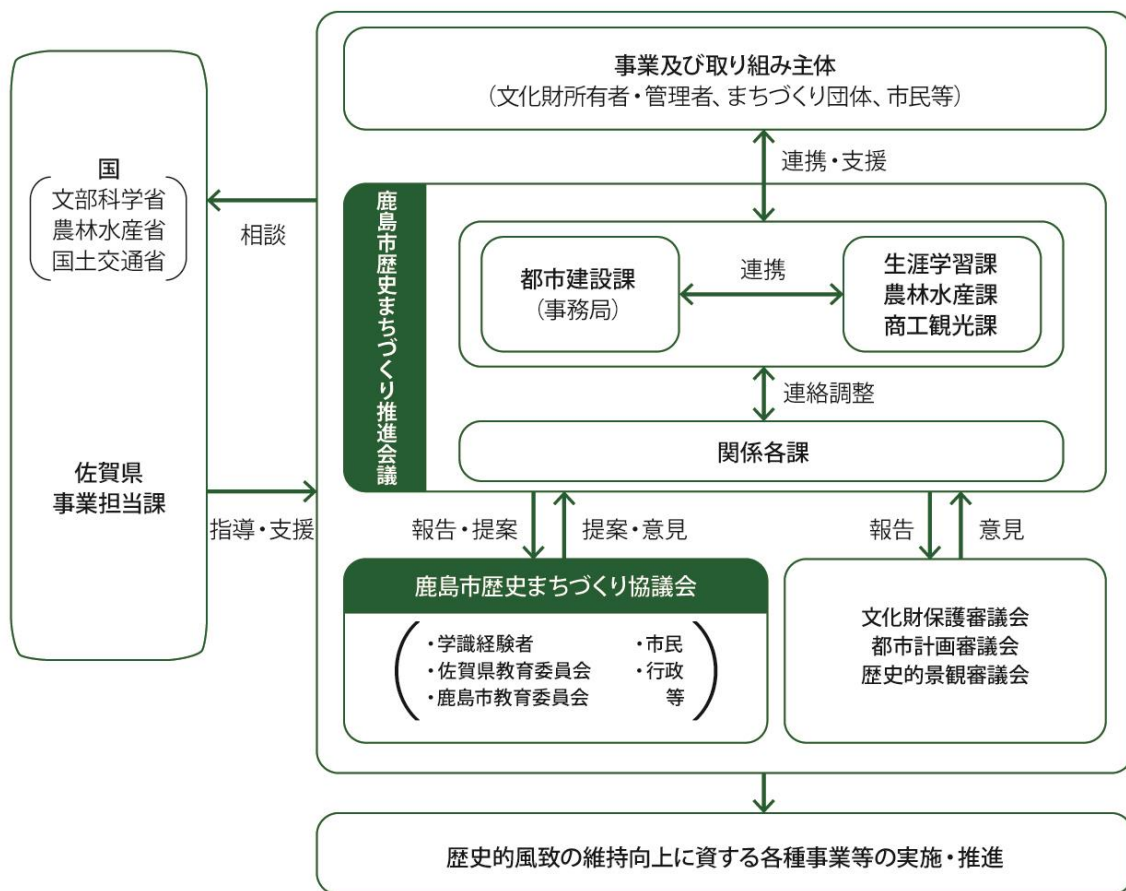 国
文部科学省
農林水産省
国土交通省
佐賀県
事業担当課
相談
指導・支援
事業及び取り組み主体
（文化財所有者・管理者、まちづくり団体、市民等）
連携・支援
鹿島市歴史まちづくり推進会議
都市建設課
（事務局）
連携
生涯学習課
農林水産課
商工観光課
連絡調整
関係各課
報告・提案
提案・意見
報告
意見
鹿島市歴史まちづくり協議会
・学識経験者
・佐賀県教育委員会
・鹿島市教育委員会
・市民
・行政
等
文化財保護審議会
都市計画審議会
歴史的景観審議会
歴史的風致の維持向上に資する各種事業等の実施・推進